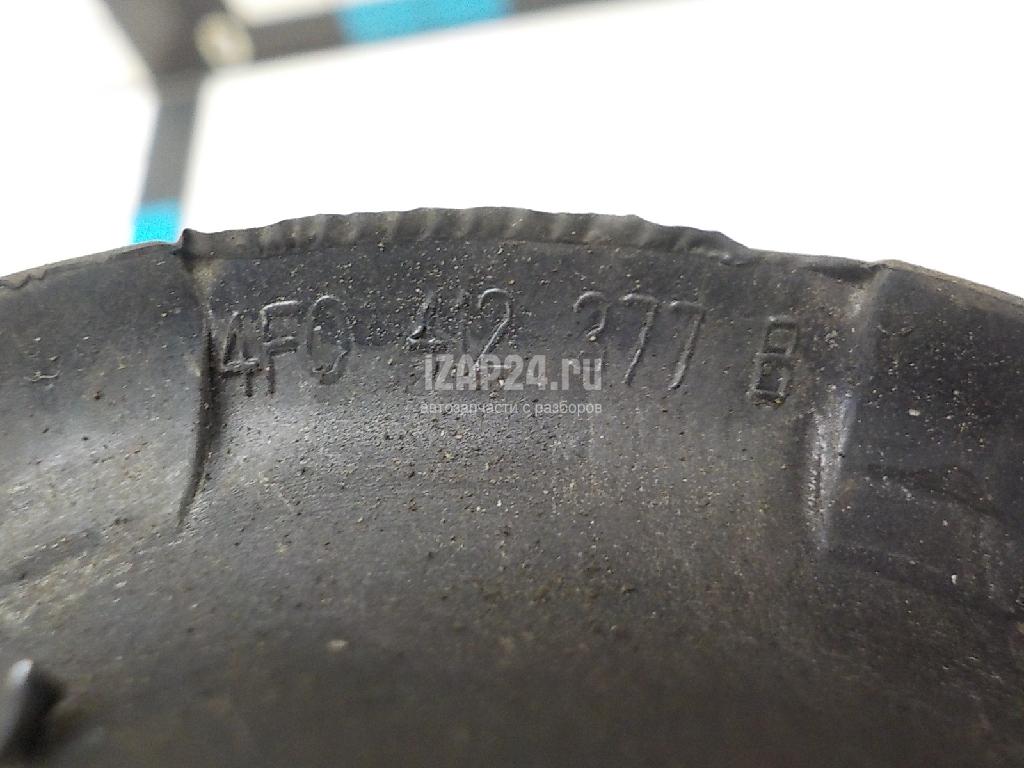 4F0 412 377 B
IZAP24.ru
автозапчасти с разборов